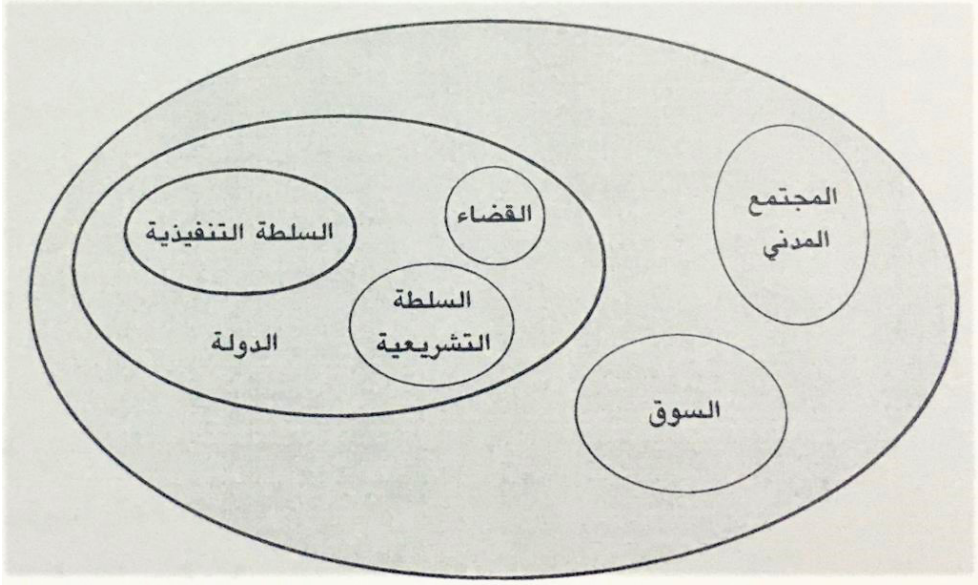 المجتمع
المدني
القضاء
السلطة التنفيذية
السلطة
التشريعية
الدولة
السوق